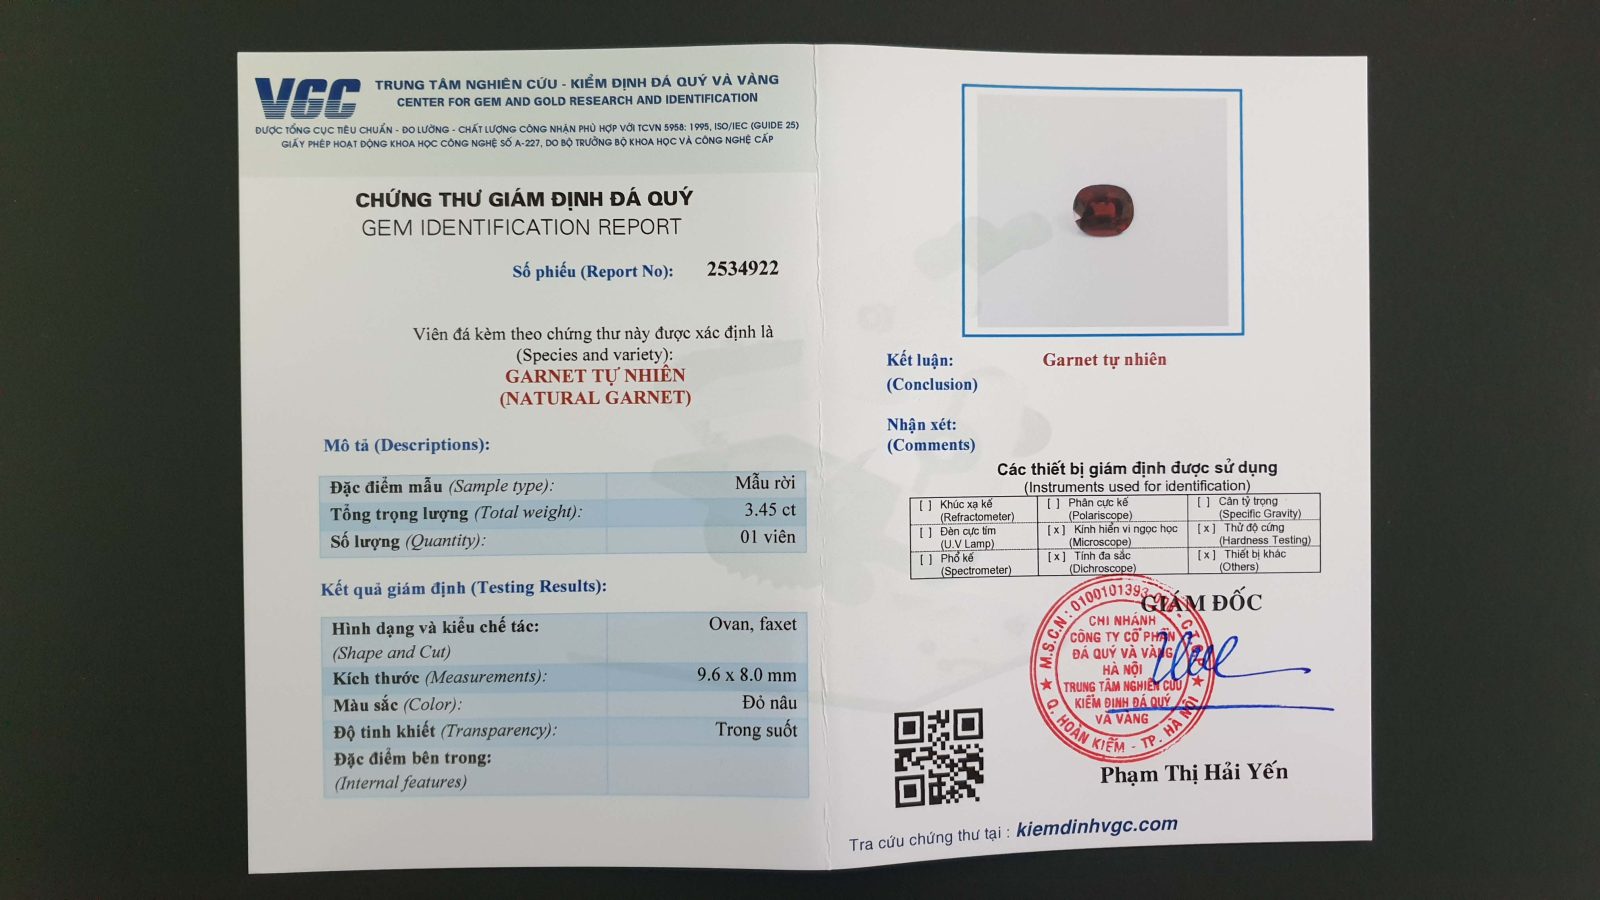 VGC
TRUNG TÂM NGHIÊN CỨU - KIỂM ĐỊNH ĐÁ QUÝ VÀ VÀNG
CENTER FOR GEM AND GOLD RESEARCH AND IDENTIFICATION
ĐƯỢC TỔNG CỤC TIÊU CHUẨN - ĐO LƯỜNG - CHẤT LƯỢNG CÔNG NHẬN PHÙ HỢP VỚI TCVN 5958: 1995, ISO/IEC (GUIDE 25)
GIẤY PHÉP HOẠT ĐỘNG KHOA HỌC CÔNG NGHỆ SỐ A-227, DO BỘ TRƯỞNG BỘ KHOA HỌC VÀ CÔNG NGHỆ CẤP
CHỨNG THƯ GIÁM ĐỊNH ĐÁ QUÝ
GEM IDENTIFICATION REPORT
Số phiếu (Report No): 2534922
Viên đá kèm theo chứng thư này được xác định là
(Species and variety):
GARNET TỰ NHIÊN
(NATURAL GARNET)
Mô tả (Descriptions):
Đặc điểm mẫu (Sample type): Mẫu rời
Tổng trọng lượng (Total weight): 3.45 ct
Số lượng (Quantity): 01 viên
Kết quả giám định (Testing Results):
Hình dạng và kiểu chế tác: Ovan, faxet
(Shape and Cut)
Kích thước (Measurements): 9.6 x 8.0 mm
Màu sắc (Color): Đỏ nâu
Độ tinh khiết (Transparency): Trong suốt
Đặc điểm bên trong:
(Internal features)
Kết luận: Garnet tự nhiên
(Conclusion)
Nhận xét:
(Comments)
Các thiết bị giám định được sử dụng
(Instruments used for identification)
[ ] Khúc xạ kế [ ] Phân cực kế [ ] Cân tỷ trọng
(Refractometer) (Polariscope) (Specific Gravity)
[ ] Đèn cực tím [x] Kính hiển vi ngọc học [x] Thử độ cứng
(U.V Lamp) (Microscope) (Hardness Testing)
[ ] Phổ kế [x] Tính đa sắc [x] Thiết bị khác
(Spectrometer) (Dichroscope) (Others)
GIÁM ĐỐC
M.S.C.N: 0100101393
CHI NHÁNH
CÔNG TY CỔ PHẦN
ĐÁ QUÝ VÀ VÀNG
HÀ NỘI
TRUNG TÂM NGHIÊN CỨU
KIỂM ĐỊNH ĐÁ QUÝ
VÀ VÀNG
Q. HOÀN KIẾM - TP. HÀ NỘI
Phạm Thị Hải Yến
Tra cứu chứng thư tại : kiemdinhvgc.com